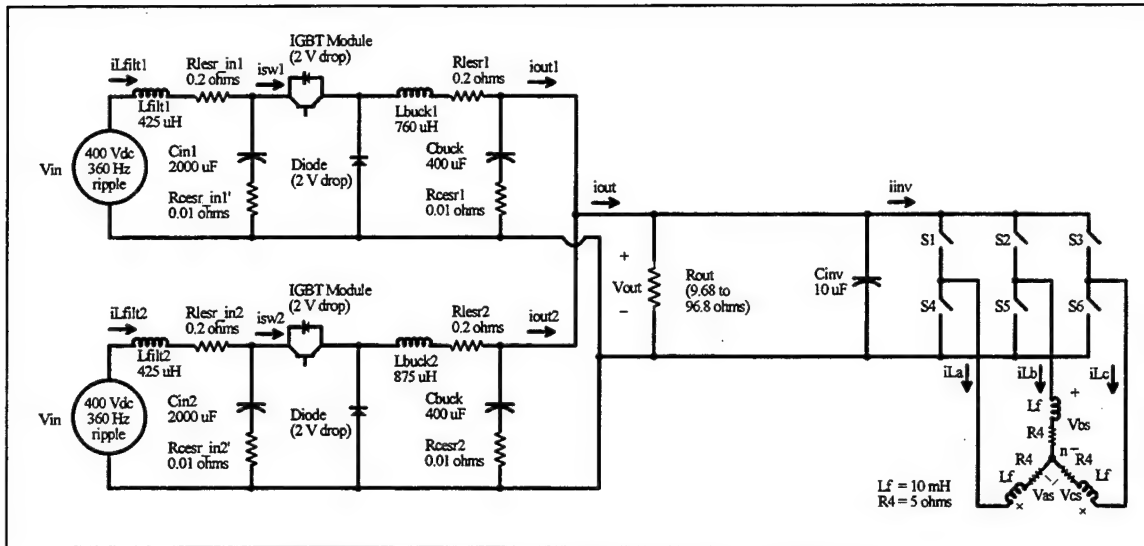 IGBT Module
(2 V drop)
iLfilt1
Rlesr_in1
0.2 ohms
isw1
Rlesr1
0.2 ohms
iout1
Lfilt1
425 uH
Lbuck1
760 uH
Vin
400 Vdc
360 Hz
ripple
Cin1
2000 uF
Rcesr_in1'
0.01 ohms
Diode
(2 V drop)
Cbuck
400 uF
Rcesr1
0.01 ohms
iout
iinv
+
Vout
−
Rout
(9.68 to
96.8 ohms)
Cinv
10 uF
S1
S2
S3
S4
S5
S6
IGBT Module
(2 V drop)
iLfilt2
Rlesr_in2
0.2 ohms
isw2
Rlesr2
0.2 ohms
iout2
Lfilt2
425 uH
Lbuck2
875 uH
Vin
400 Vdc
360 Hz
ripple
Cin2
2000 uF
Rcesr_in2'
0.01 ohms
Diode
(2 V drop)
Cbuck
400 uF
Rcesr2
0.01 ohms
iLa
iLb
iLc
Lf
+
Vbs
R4
n −
R4
R4
Lf
Lf
Vas
Vcs
Lf = 10 mH
R4 = 5 ohms